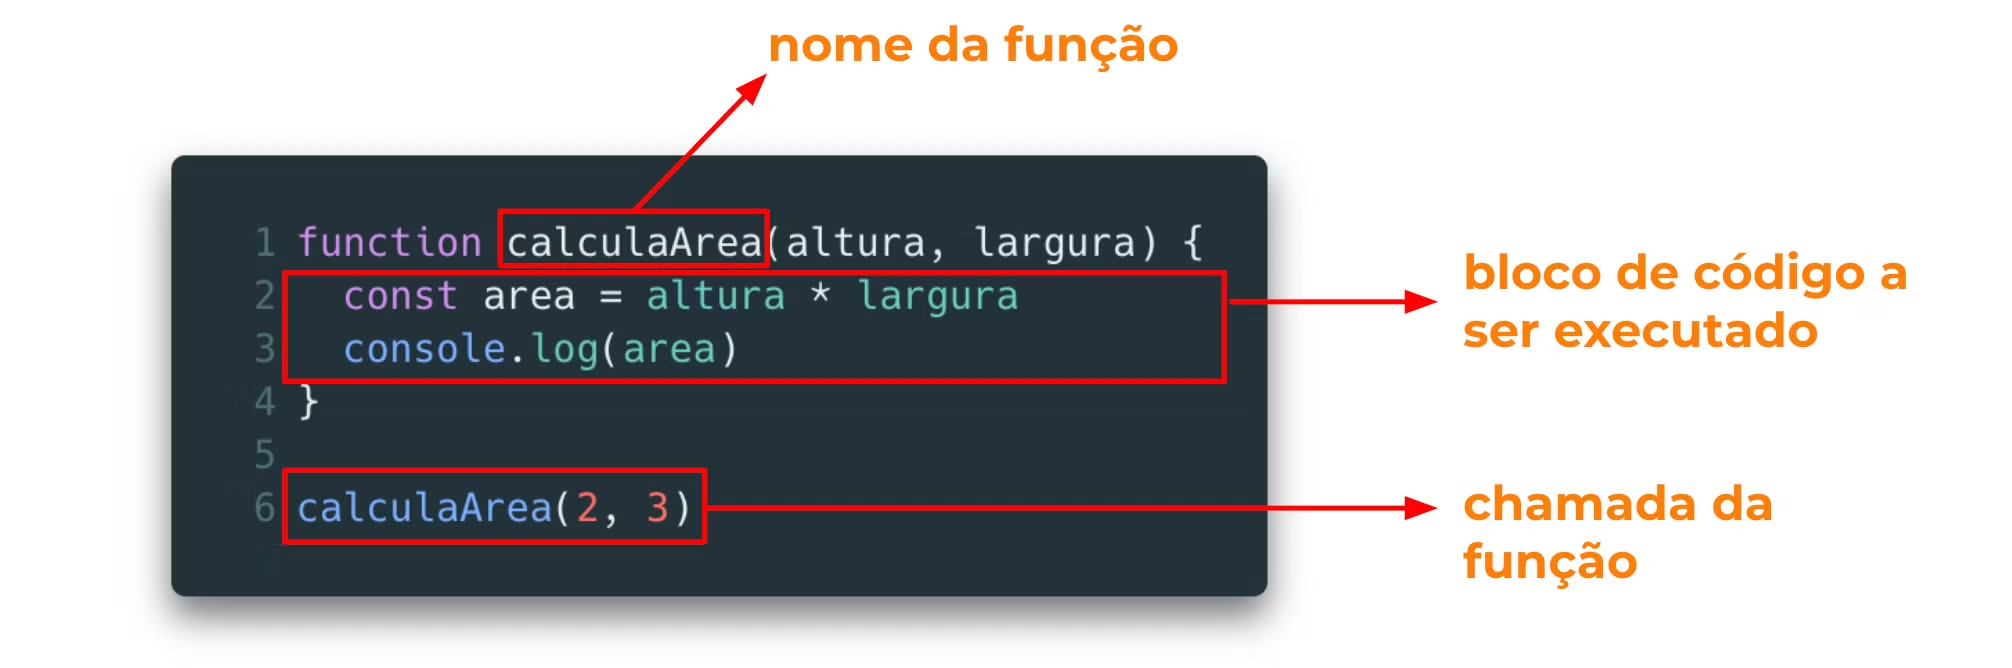 nome da função
1 function calculaArea(altura, largura) {
2 const area = altura * largura
3 console.log(area)
4 }
5
6 calculaArea(2, 3)
bloco de código a
ser executado
chamada da
função